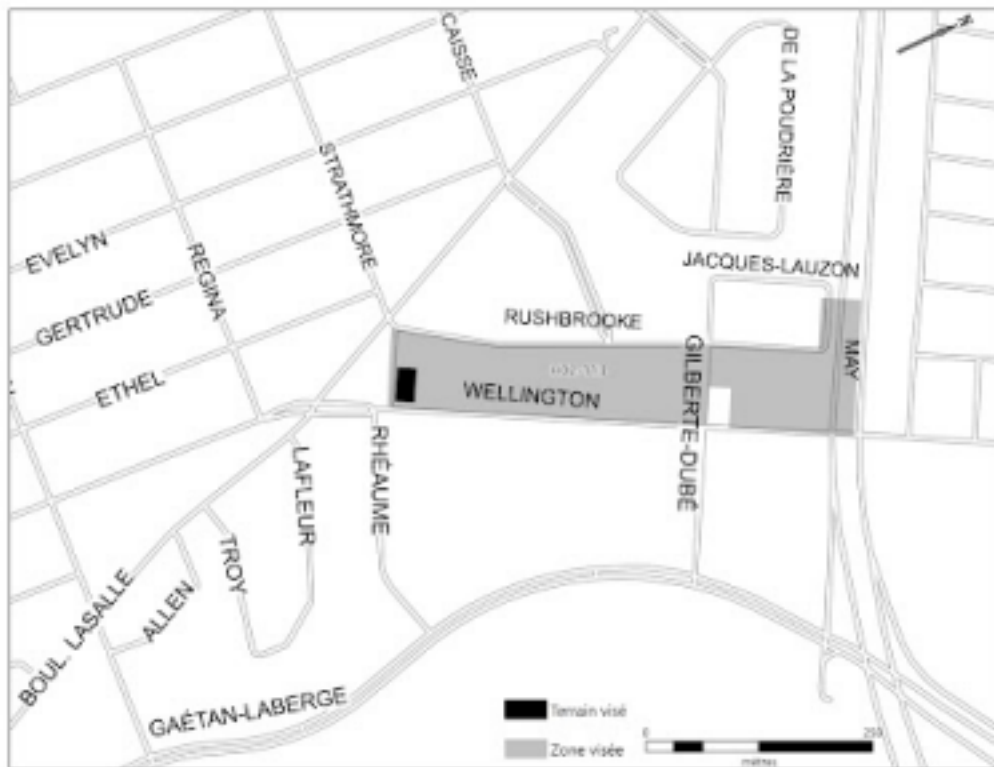 CAISSE
DE LA POUDRIÈRE
N
STRATHMORE
EVELYN
REGINA
JACQUES-LAUZON
GERTRUDE
RUSHBROOKE
MAY
ETHEL
WELLINGTON
GILBERTE-DUBÉ
LAFLEUR
RHÉAUME
TROY
ALLEN
BOUL. LASALLE
GAÉTAN-LABERGE
Terrain visé
Zone visée
0 250
mètres